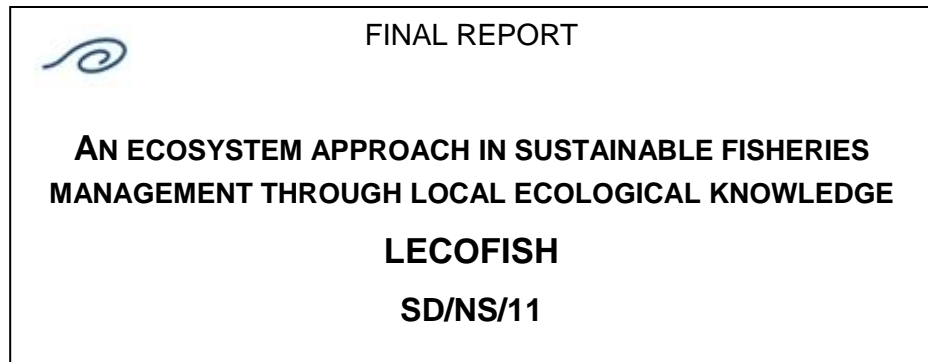 FINAL REPORT
AN ECOSYSTEM APPROACH IN SUSTAINABLE FISHERIES
MANAGEMENT THROUGH LOCAL ECOLOGICAL KNOWLEDGE
LECOFISH
SD/NS/11